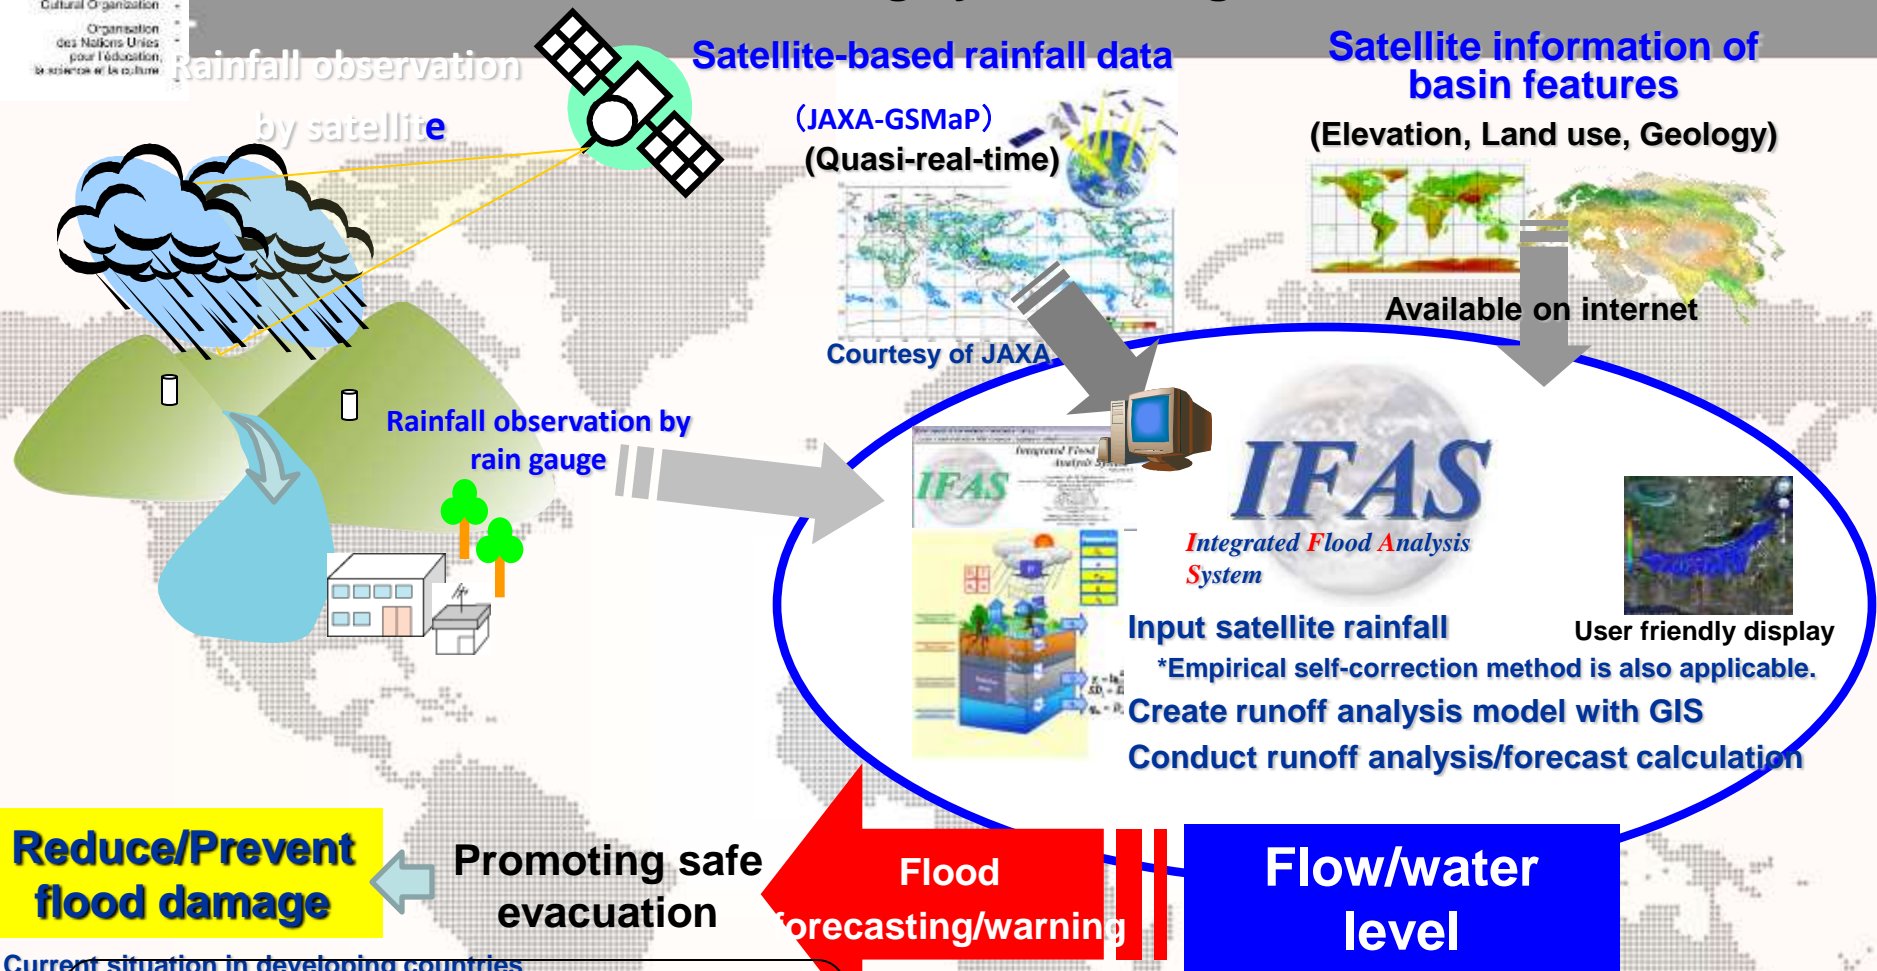 Cultural Organization
Organisation
des Nations Unies
pour l'éducation,
la science et la culture
Rainfall observation
by satellite
Satellite-based rainfall data
（JAXA-GSMaP）
(Quasi-real-time)
Courtesy of JAXA
Satellite information of
basin features
(Elevation, Land use, Geology)
Available on internet
Rainfall observation by
rain gauge
Integrated Flood
Analysis System
IFAS
IFAS
Integrated Flood Analysis
System
User friendly display
Input satellite rainfall
*Empirical self-correction method is also applicable.
Create runoff analysis model with GIS
Conduct runoff analysis/forecast calculation
Flow/water
level
Flood
forecasting/warning
Promoting safe
evacuation
Reduce/Prevent
flood damage
Current situation in developing countries